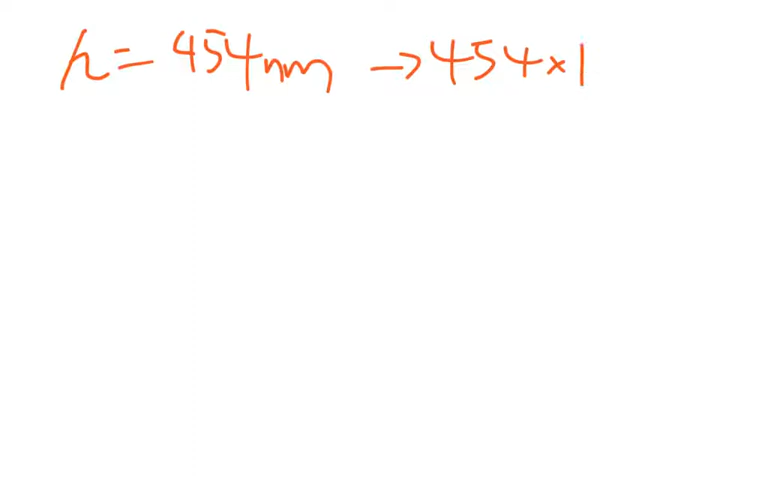 h = 454nm → 454 × 1